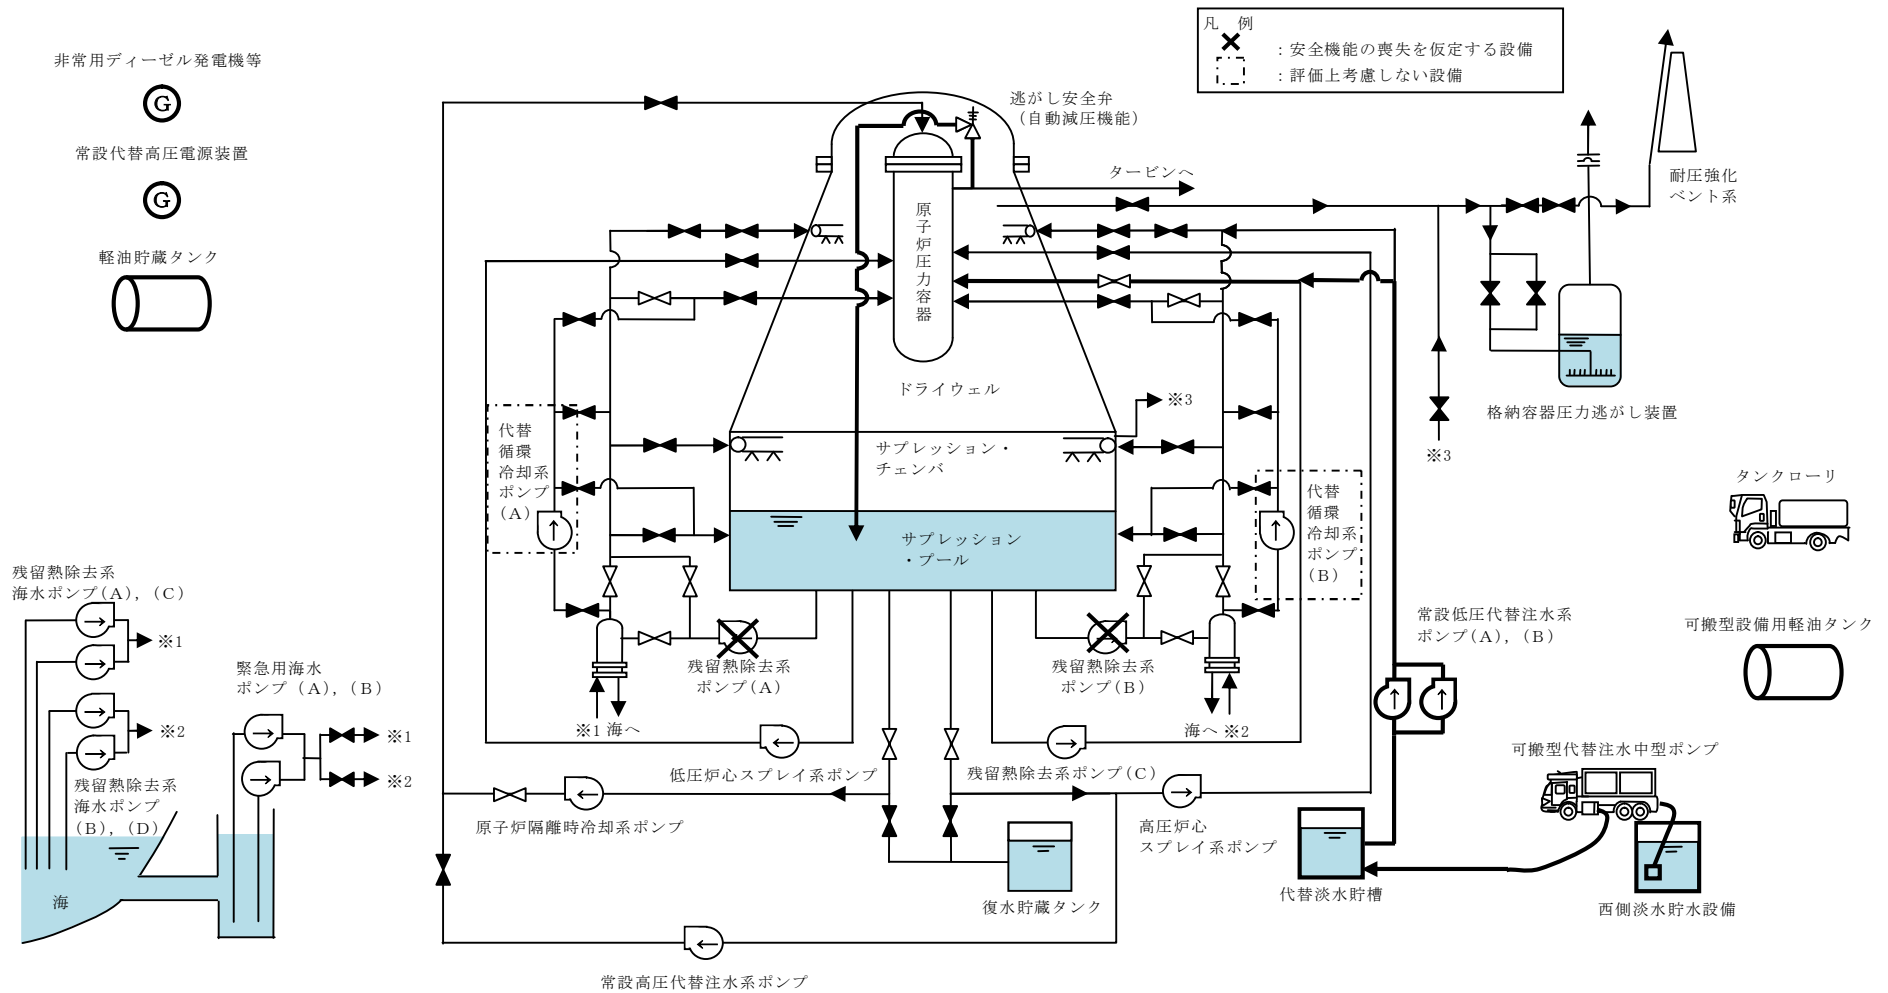 凡 例
：安全機能の喪失を仮定する設備
：評価上考慮しない設備
非常用ディーゼル発電機等
G
常設代替高圧電源装置
G
軽油貯蔵タンク
逃がし安全弁
（自動減圧機能）
タービンへ
耐圧強化
ベント系
原子炉圧力容器
ドライウェル
サプレッション・
チェンバ
サプレッション
・プール
※3
※3
格納容器圧力逃がし装置
代替
循環
冷却系
ポンプ
（A）
代替
循環
冷却系
ポンプ
（B）
タンクローリ
残留熱除去系
海水ポンプ（A），（C）
※1
※2
残留熱除去系
海水ポンプ
（B），（D）
緊急用海水
ポンプ（A），（B）
※1
※2
海
残留熱除去系
ポンプ（A）
※1 海へ
残留熱除去系
ポンプ（B）
海へ ※2
常設低圧代替注水系
ポンプ（A），（B）
可搬型設備用軽油タンク
低圧炉心スプレイ系ポンプ
残留熱除去系ポンプ（C）
原子炉隔離時冷却系ポンプ
高圧炉心
スプレイ系ポンプ
可搬型代替注水中型ポンプ
復水貯蔵タンク
代替淡水貯槽
西側淡水貯水設備
常設高圧代替注水系ポンプ